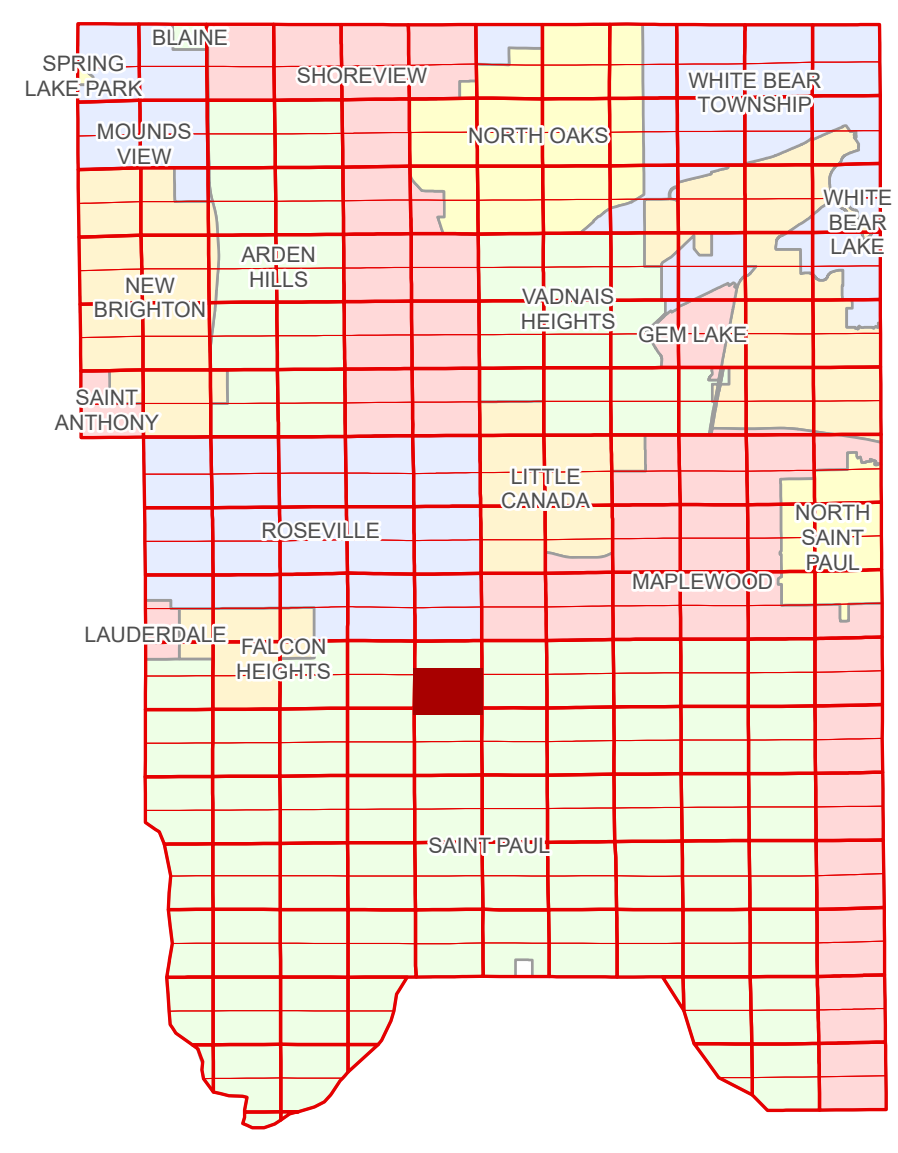 BLAINE
SPRING
LAKE PARK
SHOREVIEW
WHITE BEAR
TOWNSHIP
MOUNDS
VIEW
NORTH OAKS
WHITE
BEAR
LAKE
ARDEN
HILLS
NEW
BRIGHTON
VADNAIS
HEIGHTS
GEM LAKE
SAINT
ANTHONY
LITTLE
CANADA
ROSEVILLE
NORTH
SAINT
PAUL
MAPLEWOOD
LAUDERDALE
FALCON
HEIGHTS
SAINT PAUL